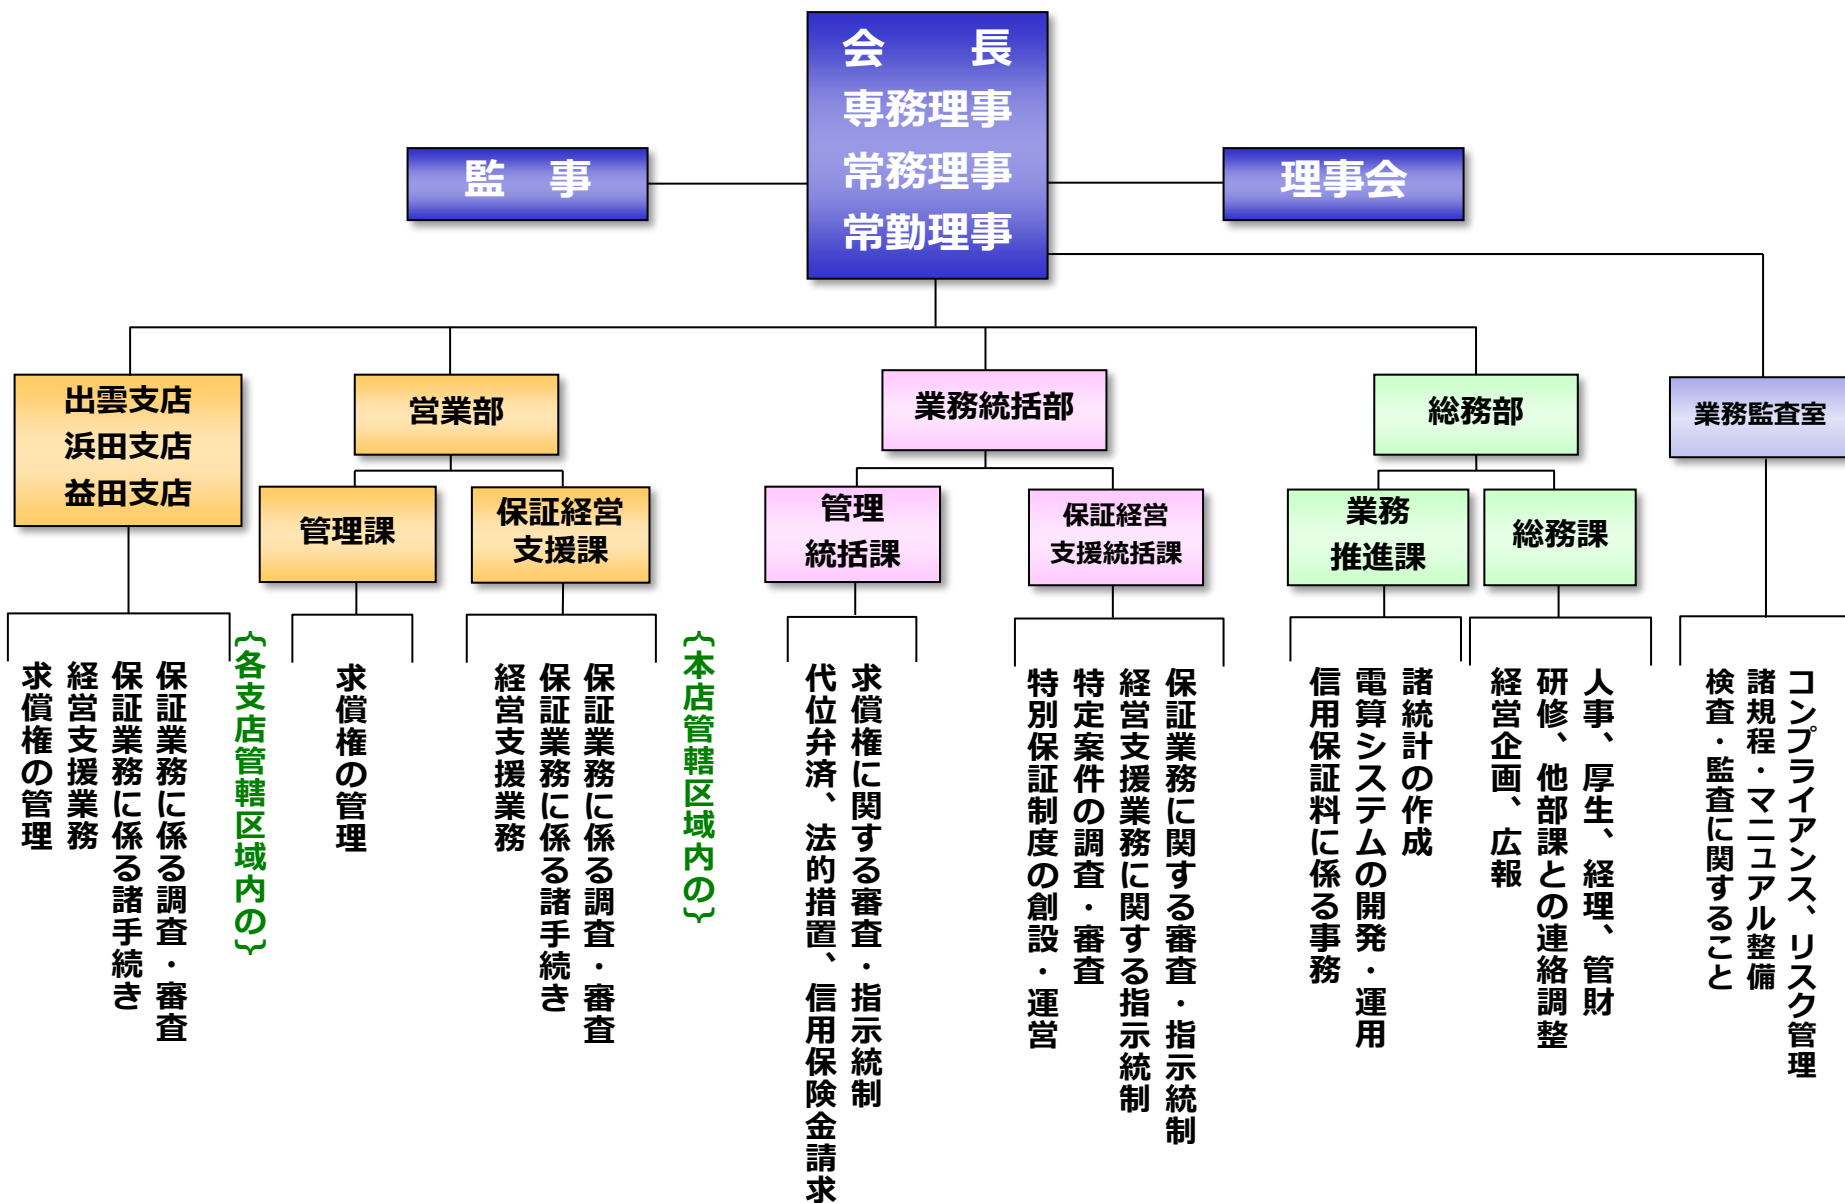 会　　長
専務理事
常務理事
常勤理事
監　事
理事会
出雲支店
浜田支店
益田支店
営業部
業務統括部
総務部
業務監査室
管理課
保証経営
支援課
管理
統括課
保証経営
支援統括課
業務
推進課
総務課
{各支店管轄区域内の}
保証業務に係る調査・審査
保証業務に係る諸手続き
経営支援業務
求償権の管理
求償権の管理
{本店管轄区域内の}
保証業務に係る調査・審査
保証業務に係る諸手続き
経営支援業務
求償権に関する審査・指示統制
代位弁済、法的措置、信用保険金請求
保証業務に関する審査・指示統制
経営支援業務に関する指示統制
特定案件の調査・審査
特別保証制度の創設・運営
諸統計の作成
電算システムの開発・運用
信用保証料に係る事務
人事、厚生、経理、管財
研修、他部課との連絡調整
経営企画、広報
コンプライアンス、リスク管理
諸規程・マニュアル整備
検査・監査に関すること